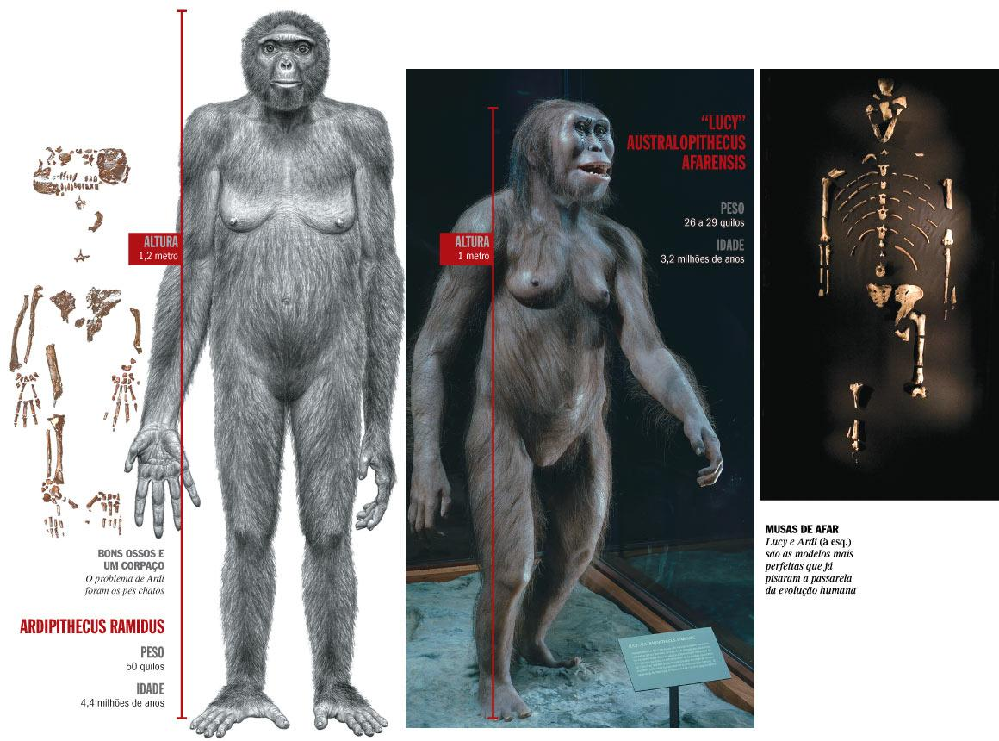 ALTURA
1,2 metro
BONS OSSOS E
UM CORPAÇO
O problema de Ardi
foram os pés chatos
ARDIPITHECUS RAMIDUS
PESO
50 quilos
IDADE
4,4 milhões de anos
“LUCY”
AUSTRALOPITHECUS
AFARENSIS
PESO
26 a 29 quilos
IDADE
3,2 milhões de anos
ALTURA
1 metro
MUSAS DE AFAR
Lucy e Ardi (à esq.)
são as modelos mais
perfeitas que já
pisaram a passarela
da evolução humana